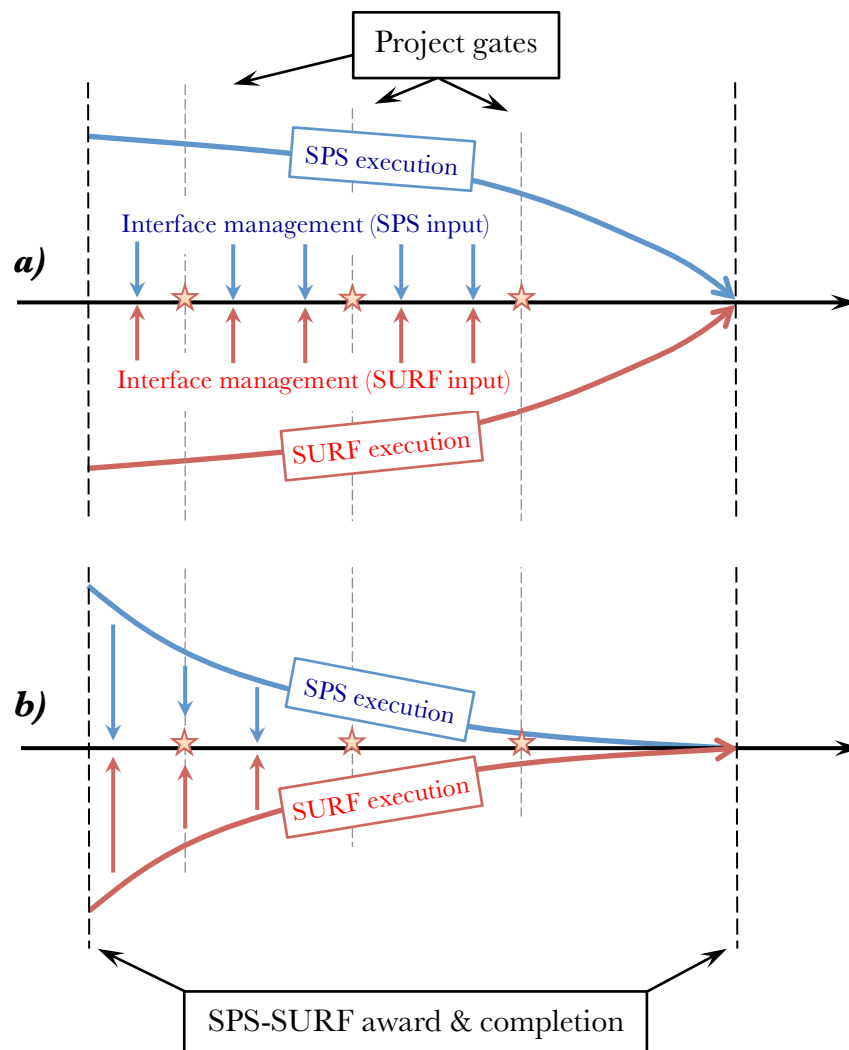 Project gates
SPS execution
Interface management (SPS input)
a)
Interface management (SURF input)
SURF execution
b)
SPS execution
SURF execution
SPS-SURF award & completion